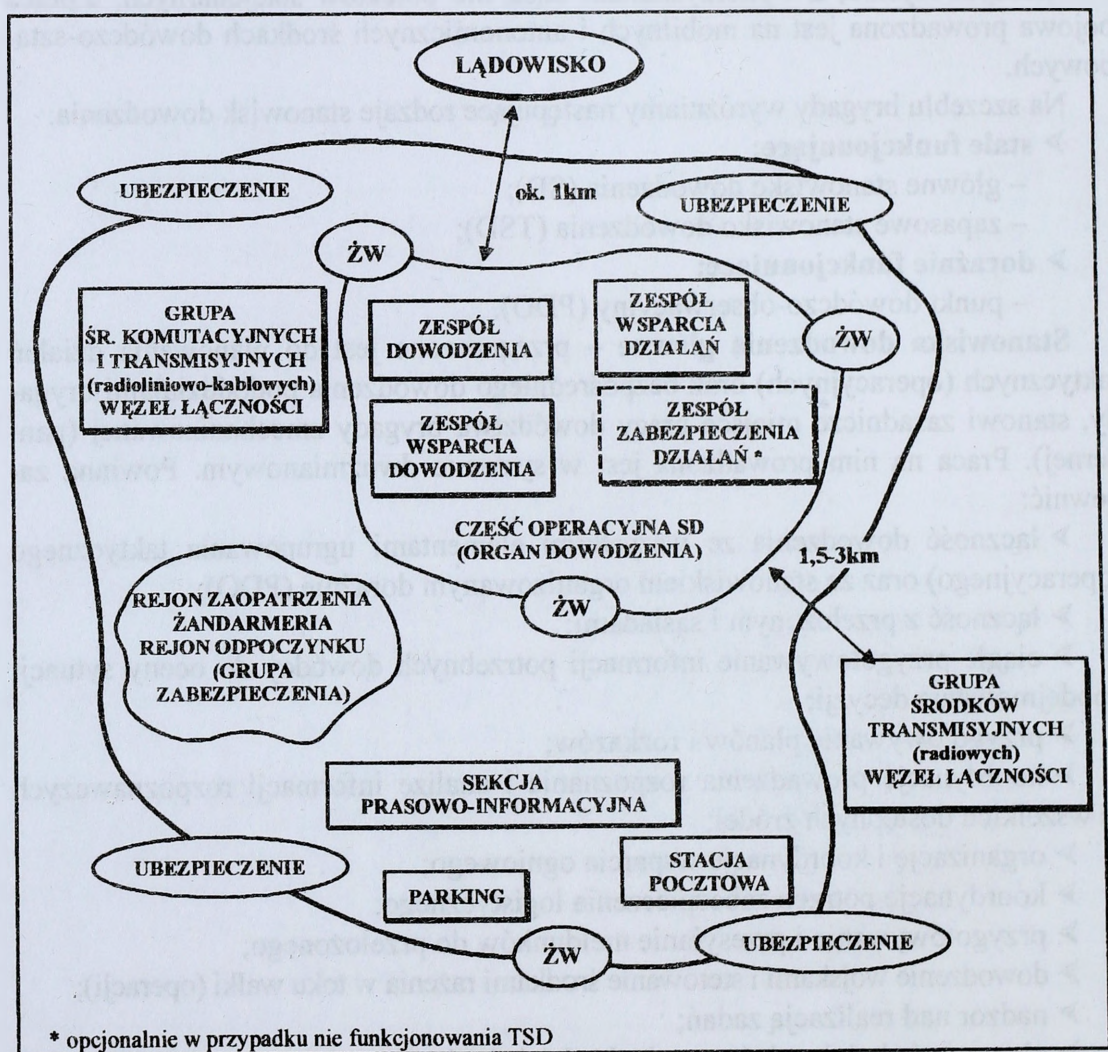 LĄDOWISKO
ok. 1km
UBEZPIECZENIE
UBEZPIECZENIE
ŻW
ŻW
GRUPA
ŚR. KOMUTACYJNYCH
TRANSMISYJNYCH
(radioliniowo-kablowych)
WĘZEŁ ŁĄCZNOŚCI
ZESPÓŁ
DOWODZENIA
ZESPÓŁ
WSPARCIA
DZIAŁAŃ
ZESPÓŁ
WSPARCIA
DOWODZENIA
ZESPÓŁ
ZABEZPIECZENIA
DZIAŁAŃ *
CZĘŚĆ OPERACYJNA SD
(ORGAN DOWODZENIA)
1,5-3km
ŻW
REJON ZAOPATRZENIA
ŻANDARMERIA
REJON ODPOCZYNKU
(GRUPA
ZABEZPIECZENIA)
GRUPA
ŚRODKÓW
TRANSMISYJNYCH
(radiowych)
WĘZEŁ ŁĄCZNOŚCI
SEKCJA
PRASOWO-INFORMACYJNA
UBEZPIECZENIE
PARKING
STACJA
POCZTOWA
ŻW
UBEZPIECZENIE
* opcjonalnie w przypadku nie funkcjonowania TSD